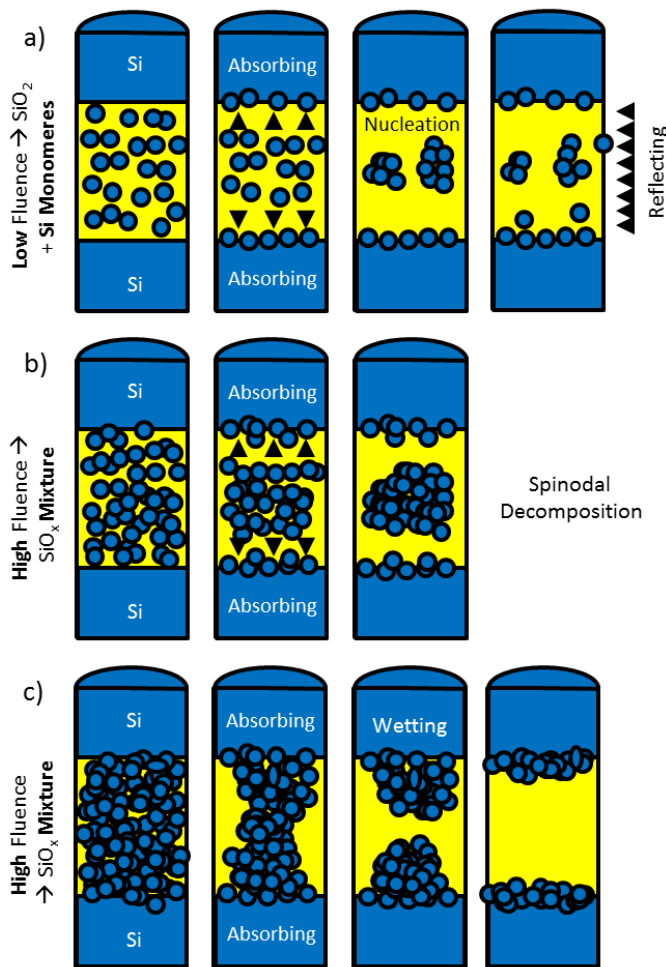 a)
Low Fluence → SiO₂
+ Si Monomeres
Si
Absorbing
Nucleation
Reflecting
Si
Absorbing
b)
High Fluence →
SiOₓ Mixture
Si
Absorbing
Spinodal
Decomposition
Si
Absorbing
c)
High Fluence
→ SiOₓ Mixture
Si
Absorbing
Wetting
Si
Absorbing